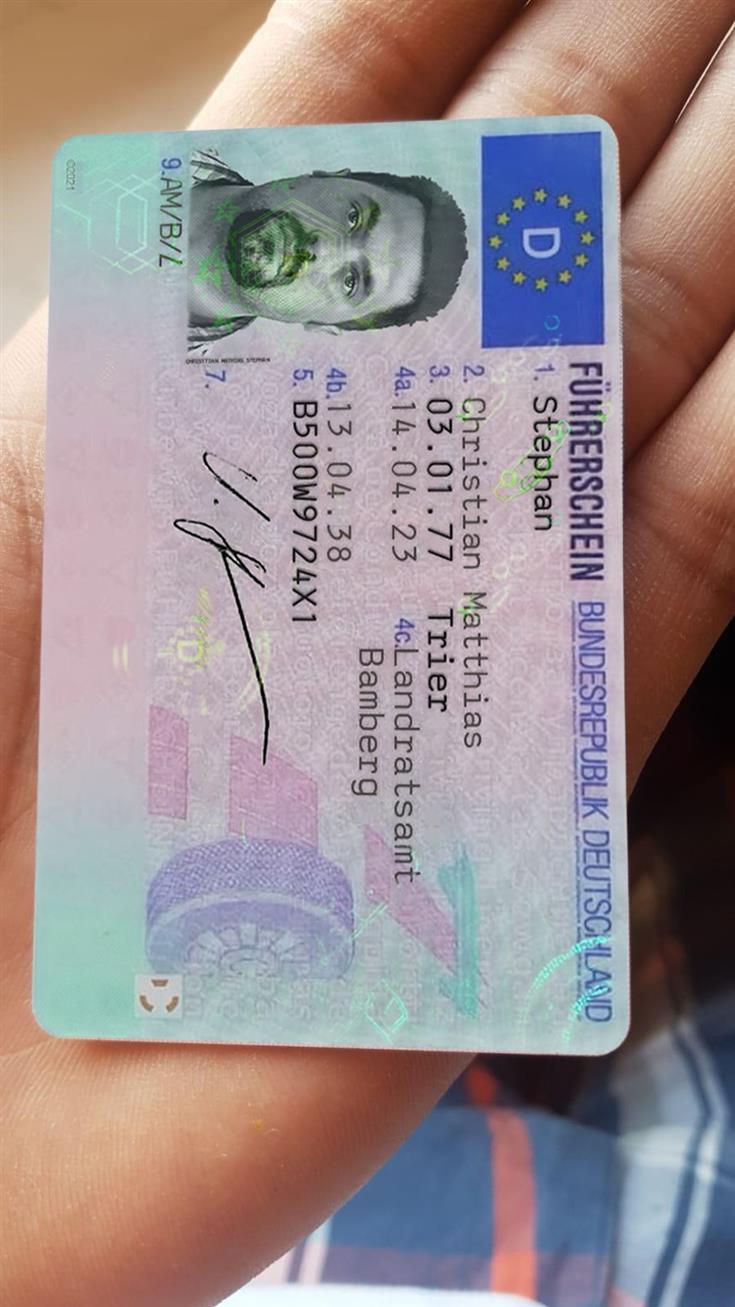 FÜHRERSCHEIN BUNDESREPUBLIK DEUTSCHLAND
D
1. Stephan
2. Christian Matthias
3. 03.01.77 Trier
4a. 14.04.23 4c. Landratsamt
Bamberg
4b. 13.04.38
5. B500W9724X1
7.
9. AM/B/L
©2021